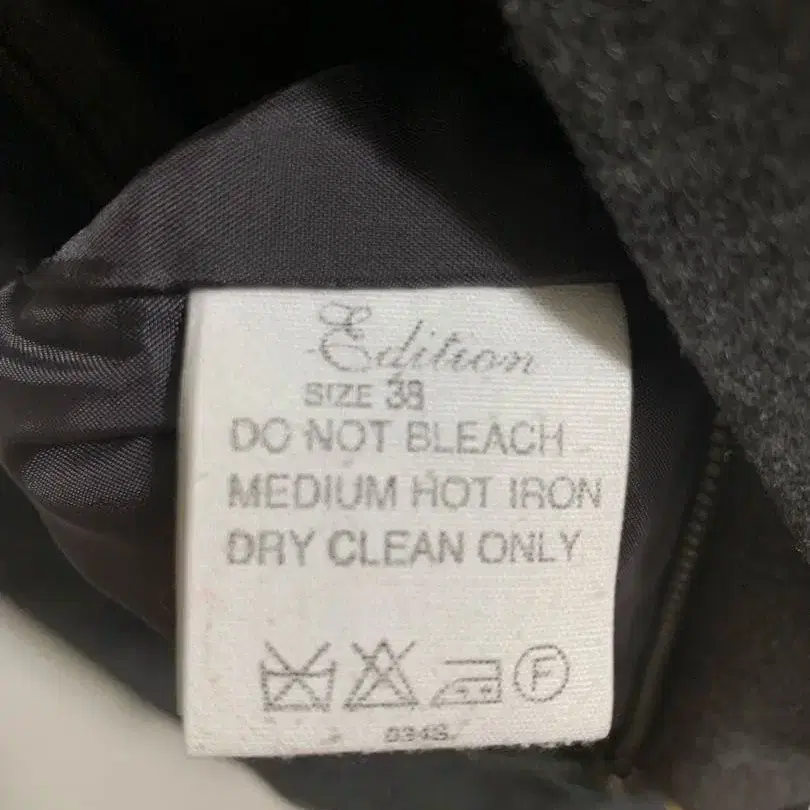 Edition
SIZE 38
DO NOT BLEACH
MEDIUM HOT IRON
DRY CLEAN ONLY
F